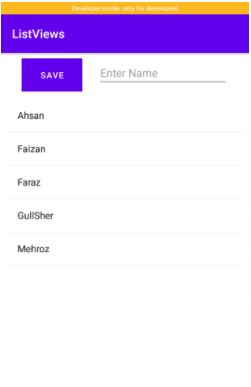 Developer mode: only for developers
ListViews
SAVE Enter Name
Ahsan
Faizan
Faraz
GullSher
Mehroz